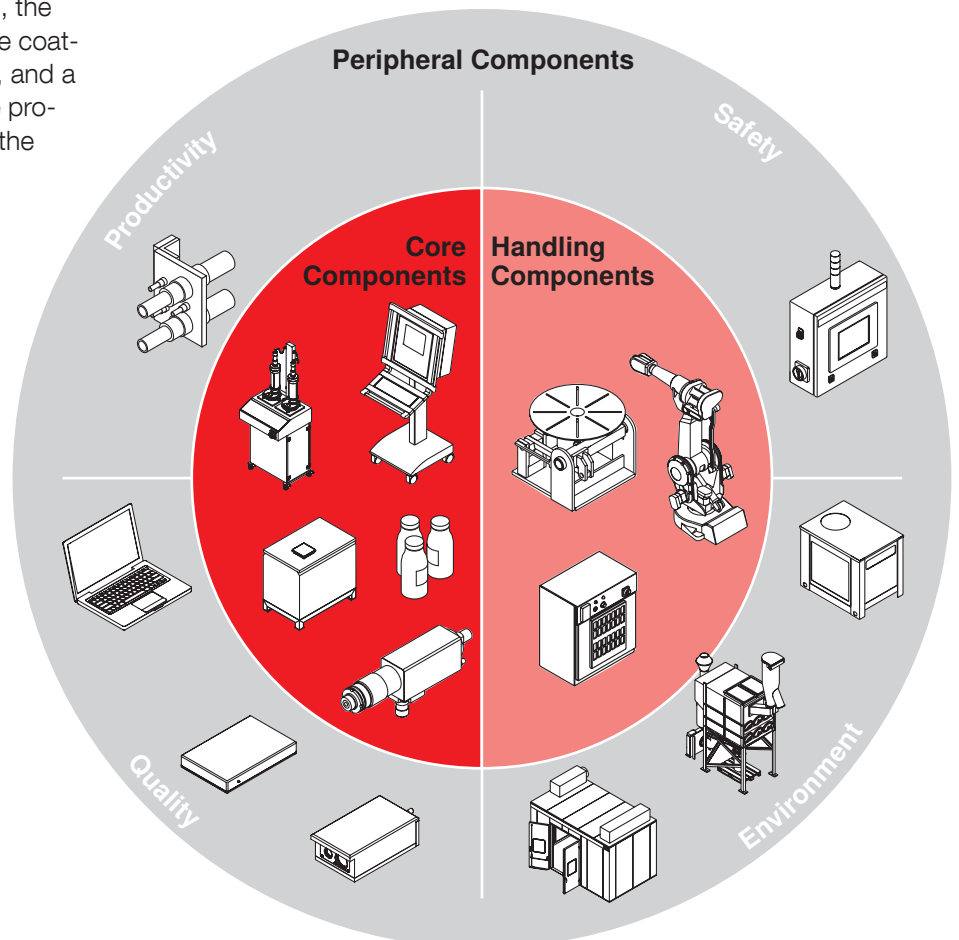 , the
e coat-
, and a
pro-
the
Peripheral Components
Productivity
Safety
Core
Components
Handling
Components
Quality
Environment